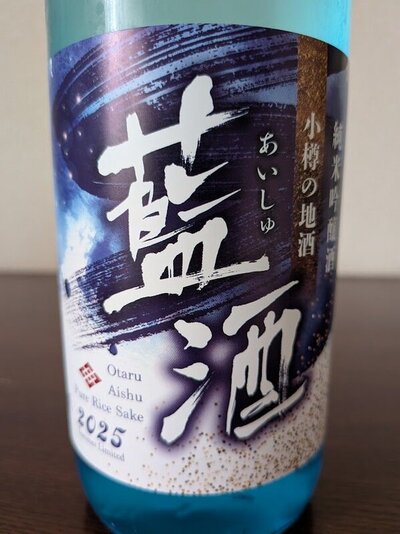 純米吟醸酒
小樽の地酒
藍酒
あいしゅ
Otaru
Aishu
Pure Rice Sake
2025
Limited